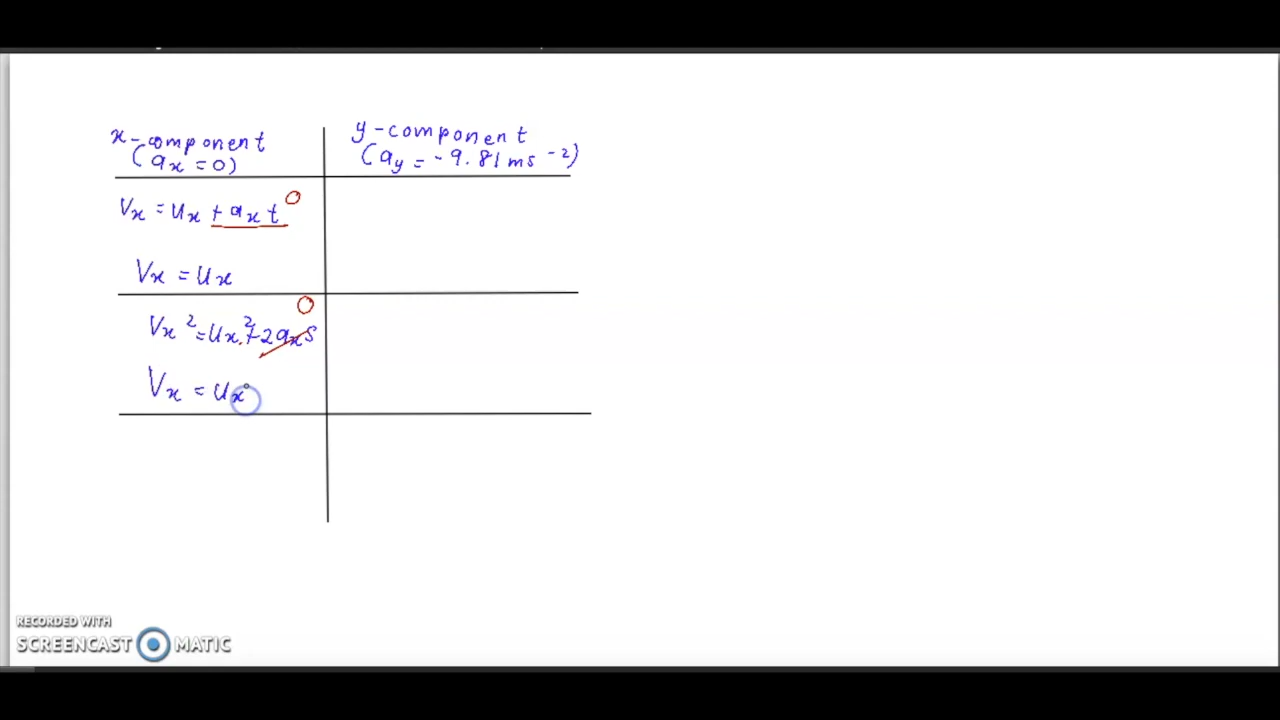 x-component
(ax = 0)
y-component
(ay = -9.81 ms -2)
Vx = Ux + ax t 0
Vx = Ux
0
Vx² = Ux² + 2axS
Vx = Ux
RECORDED WITH
SCREENCAST MATIC